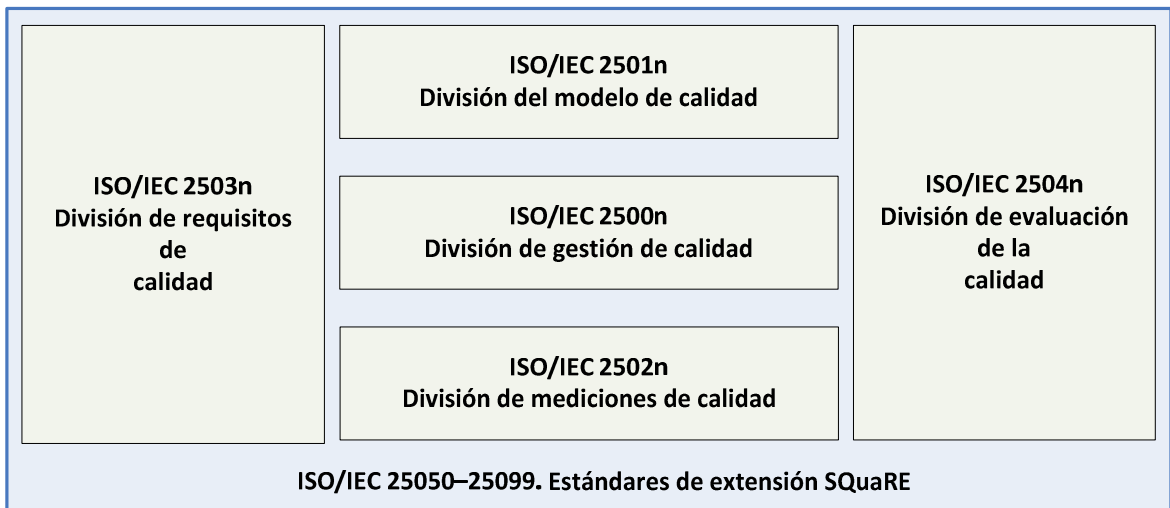 ISO/IEC 2503n
División de requisitos
de
calidad
ISO/IEC 2501n
División del modelo de calidad
ISO/IEC 2500n
División de gestión de calidad
ISO/IEC 2502n
División de mediciones de calidad
ISO/IEC 2504n
División de evaluación
de la
calidad
ISO/IEC 25050–25099. Estándares de extensión SQuaRE